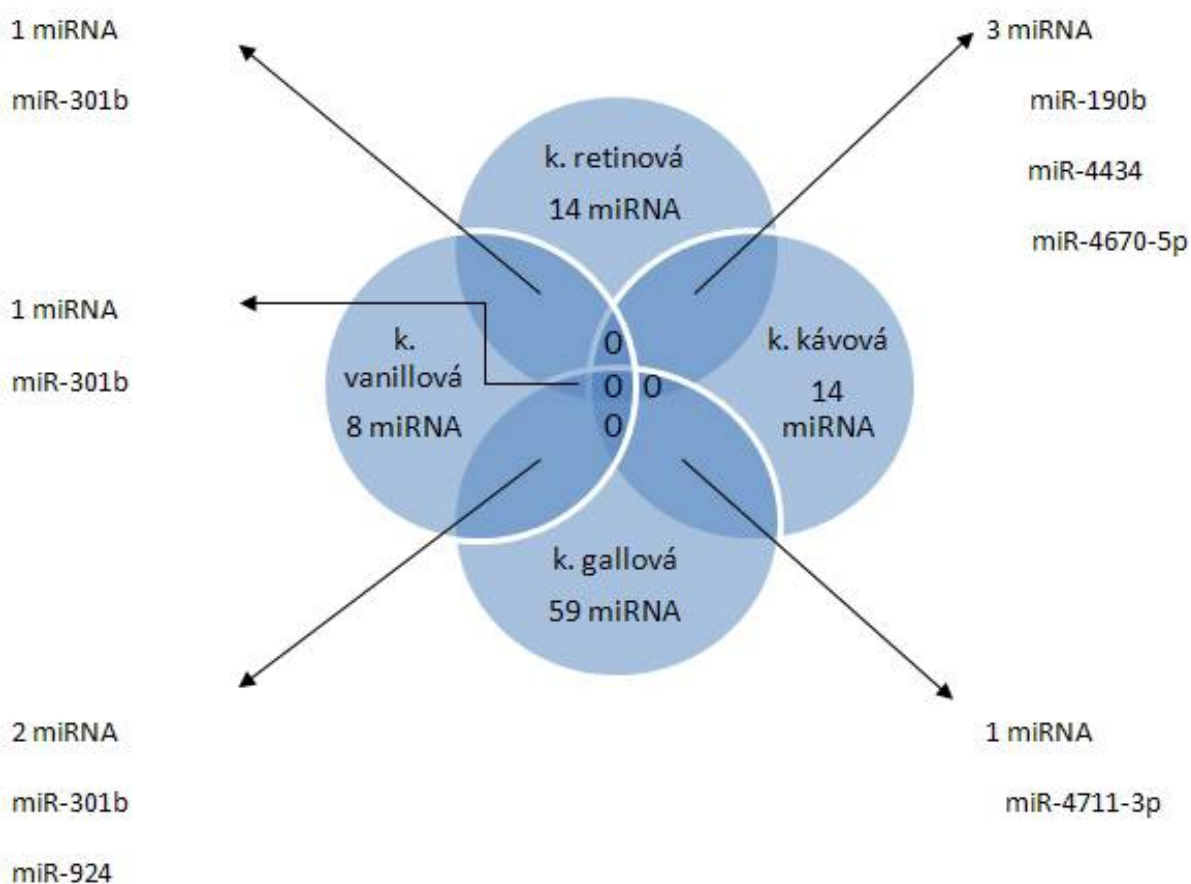 1 miRNA
miR-301b
3 miRNA
miR-190b
miR-4434
miR-4670-5p
k. retinová
14 miRNA
1 miRNA
miR-301b
k.
vanillová
8 miRNA
0
0 0
0
k. kávová
14
miRNA
k. gallová
59 miRNA
2 miRNA
miR-301b
miR-924
1 miRNA
miR-4711-3p